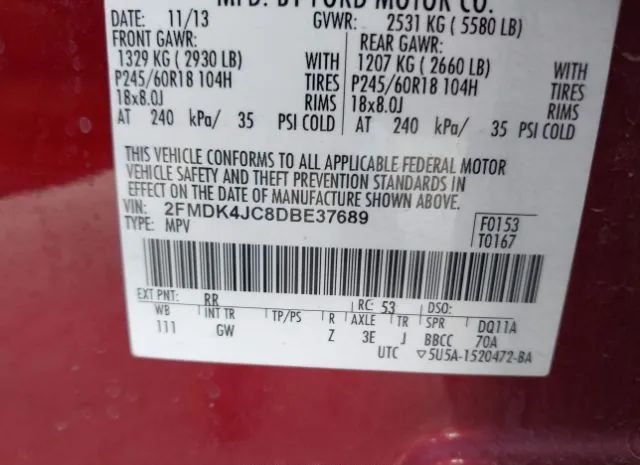 MFD. BY FORD MOTOR CO.
DATE: 11/13 GVWR: 2531 KG ( 5580 LB)
FRONT GAWR: REAR GAWR:
1329 KG ( 2930 LB) WITH 1207 KG ( 2660 LB) WITH
P245/60R18 104H TIRES P245/60R18 104H TIRES
18x8.0J RIMS 18x8.0J RIMS
AT 240 kPa/ 35 PSI COLD AT 240 kPa/ 35 PSI COLD
THIS VEHICLE CONFORMS TO ALL APPLICABLE FEDERAL MOTOR
VEHICLE SAFETY AND THEFT PREVENTION STANDARDS IN
EFFECT ON THE DATE OF MANUFACTURE SHOWN ABOVE.
VIN: 2FMDK4JC8DBE37689 F0153
TYPE: MPV T0167
EXT PNT: RR RC: 53 DSO:
WB INT TR TP/PS R AXLE TR SPR DQ11A
111 GW Z 3E J BBCC 70A
UTC ▽5U5A-1520472-BA